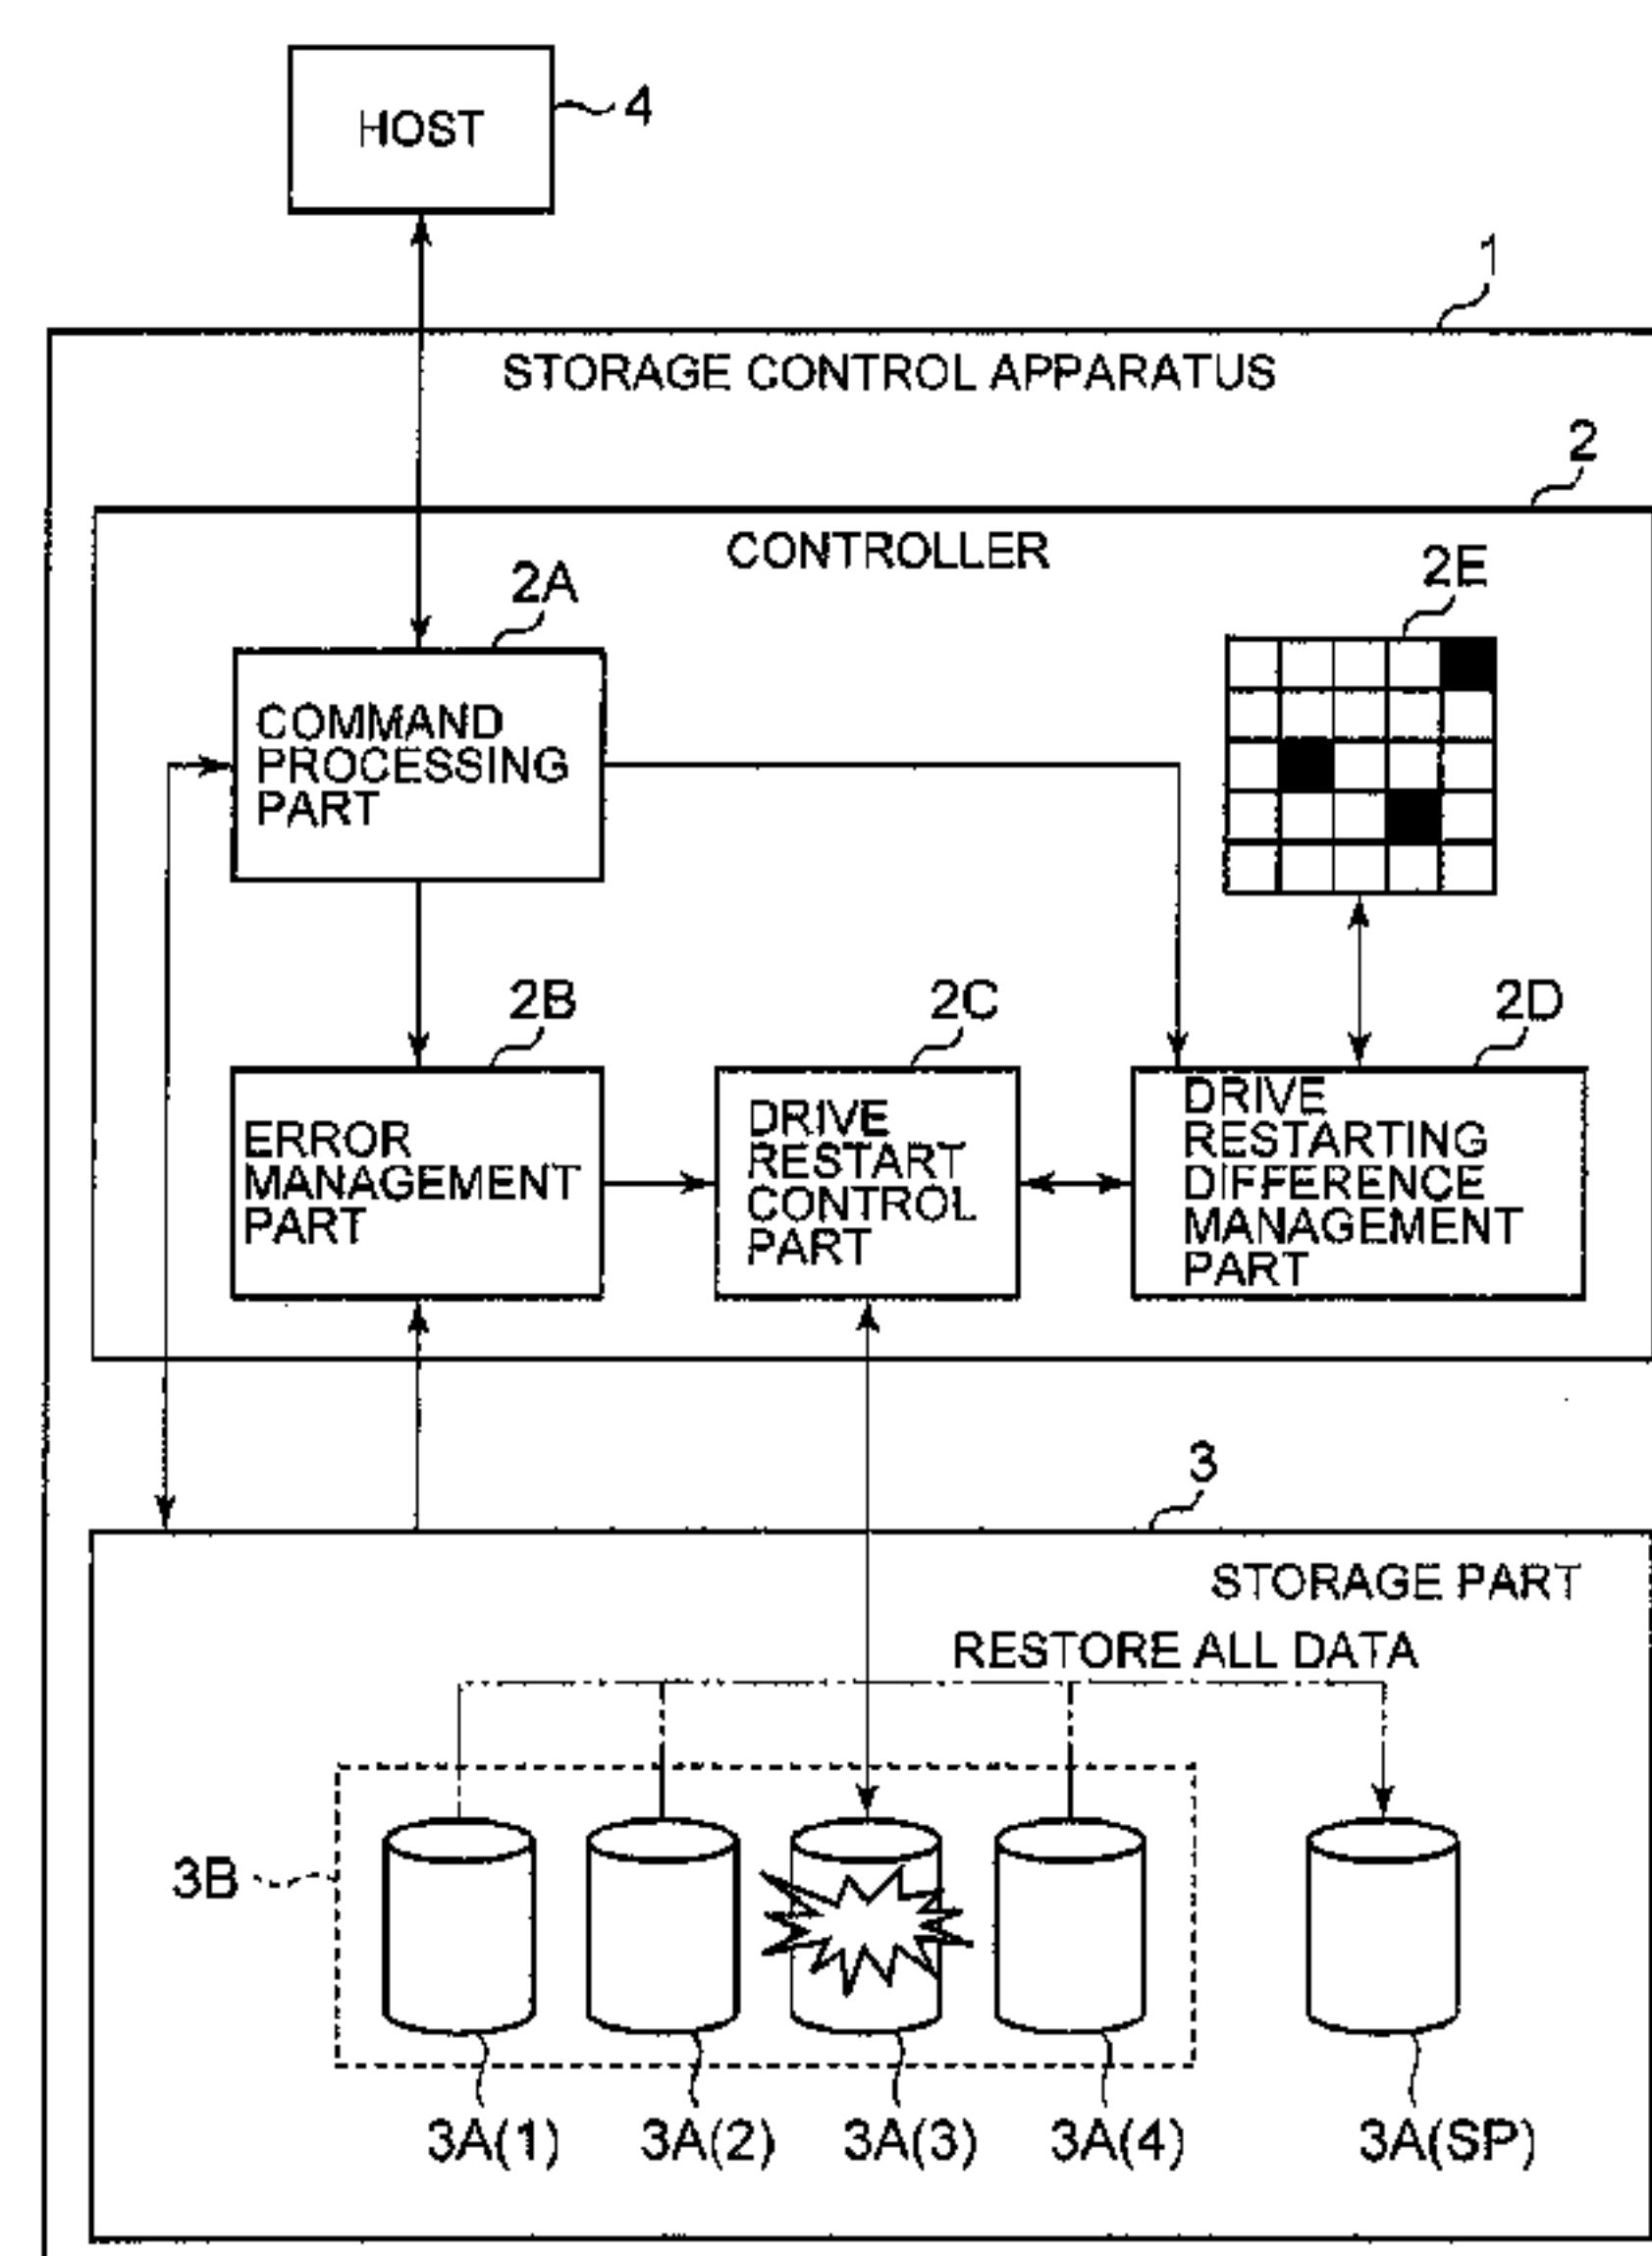 HOST
4
1
STORAGE CONTROL APPARATUS
2
CONTROLLER
2A
2E
COMMAND
PROCESSING
PART
2B
2C
2D
ERROR
MANAGEMENT
PART
DRIVE
RESTART
CONTROL
PART
DRIVE
RESTARTING
DIFFERENCE
MANAGEMENT
PART
3
STORAGE PART
RESTORE ALL DATA
3B
3A(1)
3A(2)
3A(3)
3A(4)
3A(SP)